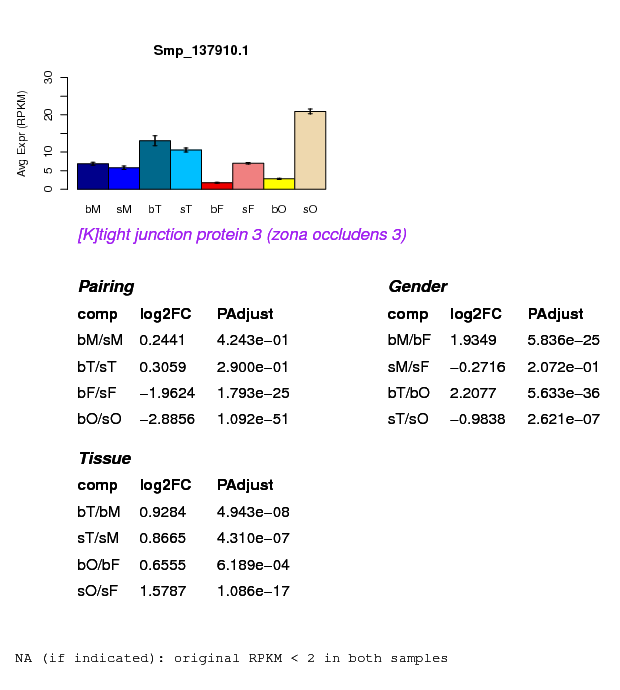 Smp_137910.1
Avg Expr (RPKM)
30
20
10
5
0
bM sM bT sT bF sF bO sO
[K]tight junction protein 3 (zona occludens 3)
Pairing
comp log2FC PAdjust
bM/sM 0.2441 4.243e−01
bT/sT 0.3059 2.900e−01
bF/sF −1.9624 1.793e−25
bO/sO −2.8856 1.092e−51
Gender
comp log2FC PAdjust
bM/bF 1.9349 5.836e−25
sM/sF −0.2716 2.072e−01
bT/bO 2.2077 5.633e−36
sT/sO −0.9838 2.621e−07
Tissue
comp log2FC PAdjust
bT/bM 0.9284 4.943e−08
sT/sM 0.8665 4.310e−07
bO/bF 0.6555 6.189e−04
sO/sF 1.5787 1.086e−17
NA (if indicated): original RPKM < 2 in both samples